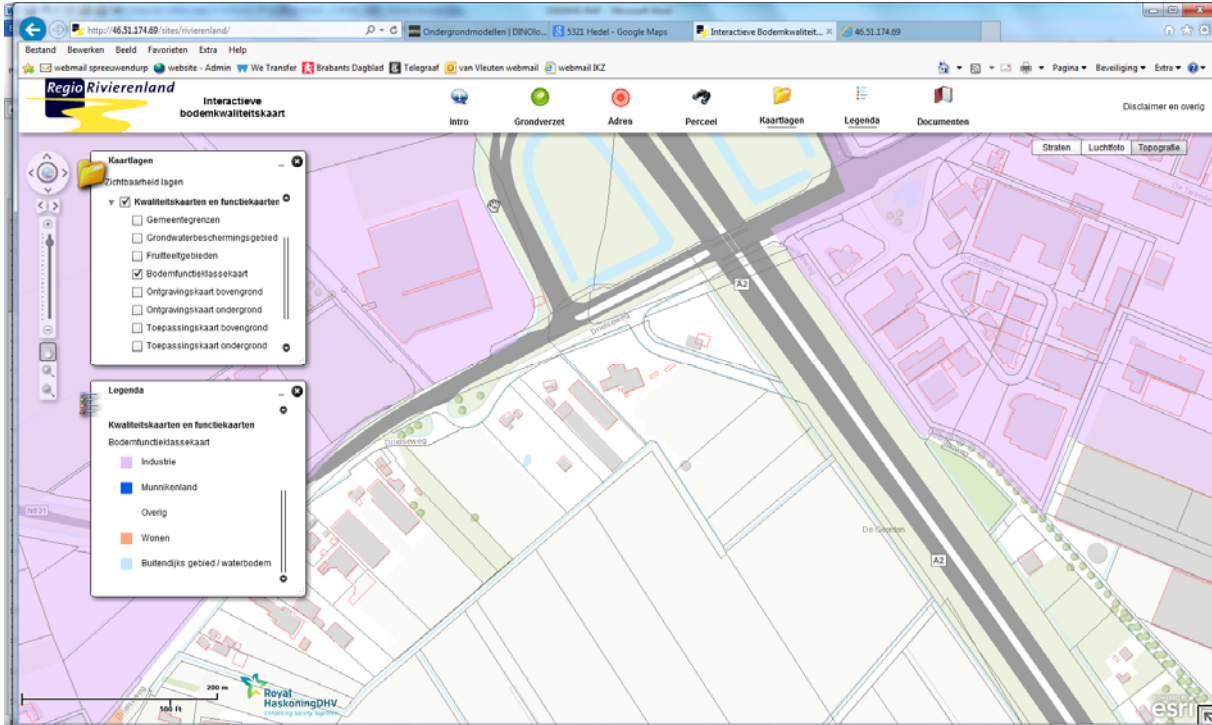 http://46.51.174.69/sites/rivierenland/
Ondergrondmodellen | DINOlo...
5321 Hedel - Google Maps
Interactieve Bodemkwaliteit...
46.51.174.69
Bestand Bewerken Beeld Favorieten Extra Help
webmail spreeuwendurp website - Admin We Transfer Brabants Dagblad Telegraaf van Vleuten webmail webmail IKZ
Pagina Beveiliging Extra
Regio Rivierenland
Interactieve
bodemkwaliteitskaart
Intro Grondverzet Adres Perceel Kaartlagen Legenda Documenten
Disclaimer en overig
Straten Luchtfoto Topografie
Kaartlagen
Zichtbaarheid lagen
Kwaliteitskaarten en functiekaarten
Gemeentegrenzen
Grondwaterbeschermingsgebied
Fruitteeltgebieden
Bodemfunctieklassekaart
Ontgravingskaart bovengrond
Ontgravingskaart ondergrond
Toepassingskaart bovengrond
Toepassingskaart ondergrond
Legenda
Kwaliteitskaarten en functiekaarten
Bodemfunctieklassekaart
Industrie
Munnikenland
Overig
Wonen
Buitendijks gebied / waterbodem
A2
Drielseweg
Drielseweg
N831
De Geerden
A2
200 m
500 ft
Royal
HaskoningDHV
Enhancing Society Together
esri